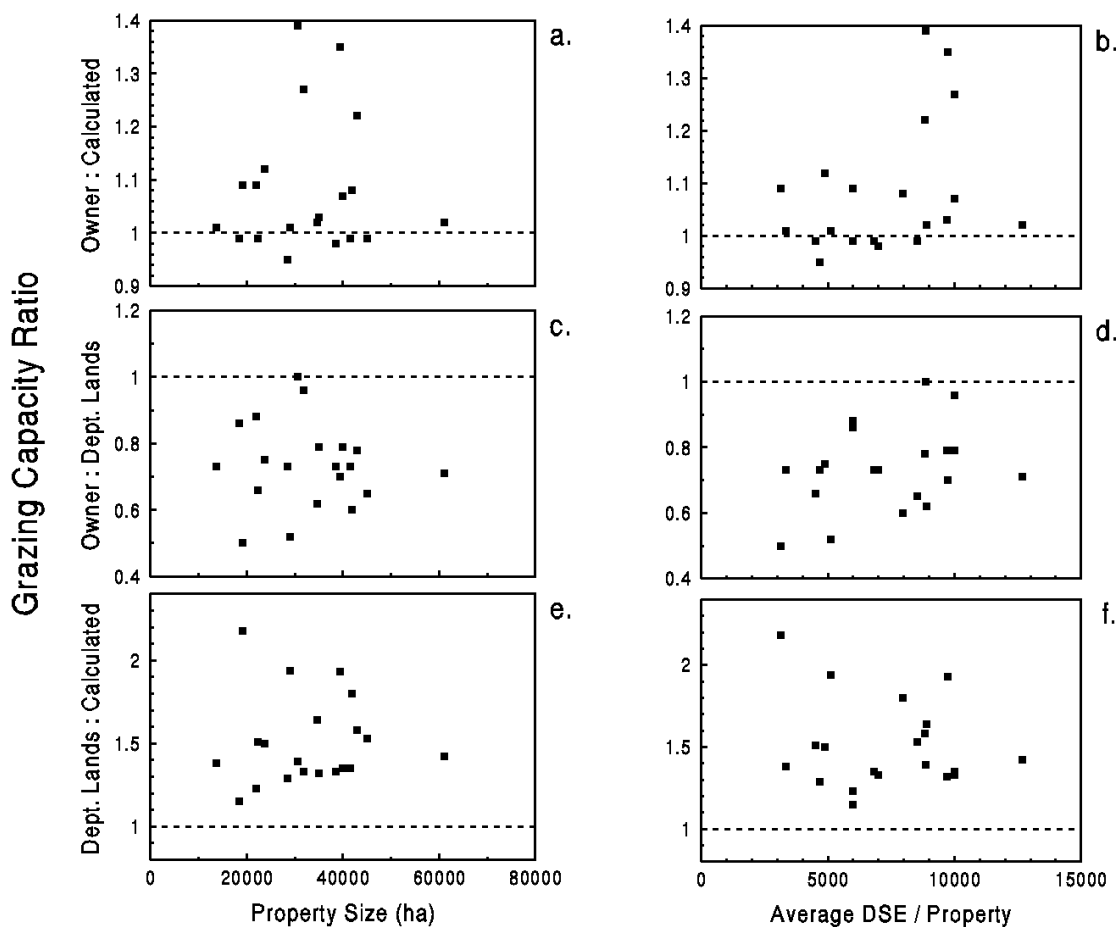 Grazing Capacity Ratio
Owner : Calculated
1.4
1.3
1.2
1.1
1
0.9
a.
1.4
1.3
1.2
1.1
1
0.9
b.
Owner : Dept. Lands
1.2
1
0.8
0.6
0.4
c.
1.2
1
0.8
0.6
0.4
d.
Dept. Lands : Calculated
2
1.5
1
e.
2
1.5
1
f.
0 20000 40000 60000 80000
Property Size (ha)
0 5000 10000 15000
Average DSE / Property